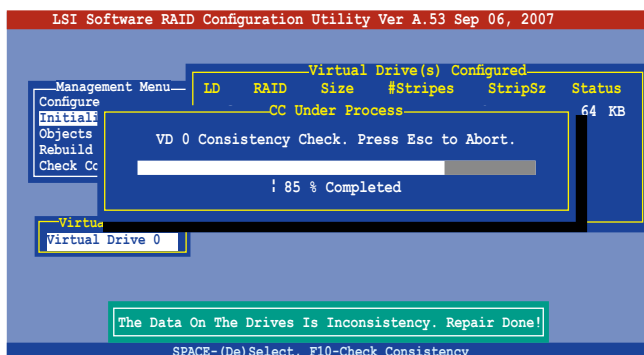 LSI Software RAID Configuration Utility Ver A.53 Sep 06, 2007
Virtual Drive(s) Configured
Management Menu
LD RAID Size #Stripes StripSz Status
Configure
CC Under Process
64 KB
Initiali
Objects
VD 0 Consistency Check. Press Esc to Abort.
Rebuild
Check Co
85 % Completed
Virtua
Virtual Drive 0
The Data On The Drives Is Inconsistency. Repair Done!
SPACE-(De)Select, F10-Check Consistency